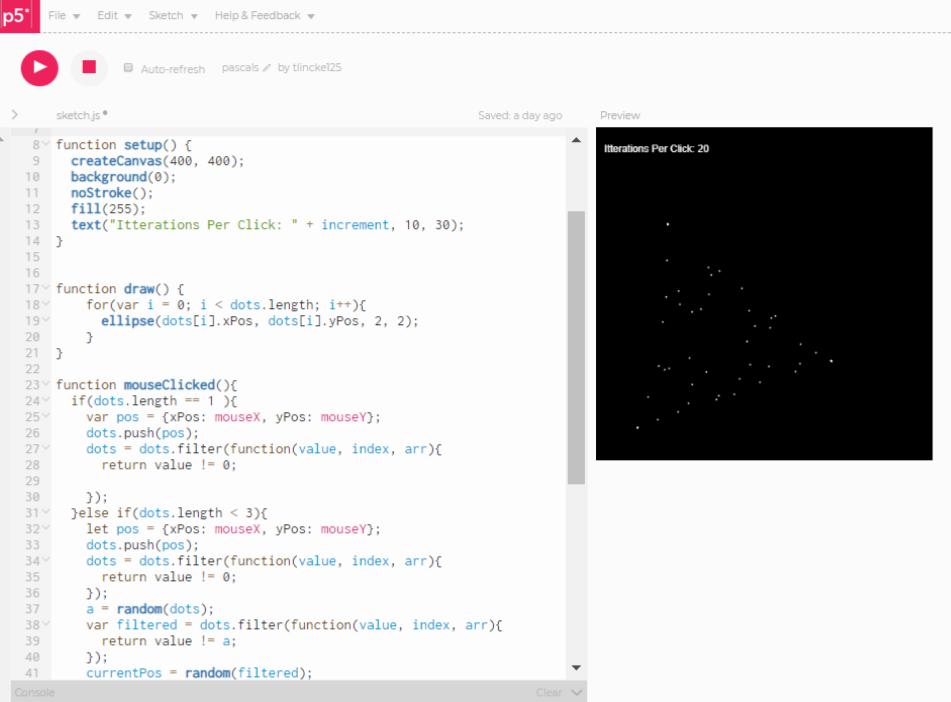 p5* File Edit Sketch Help & Feedback
Auto-refresh pascals by tlincke125
sketch.js Saved: a day ago Preview
7
8 function setup() {
9 createCanvas(400, 400);
10 background(0);
11 noStroke();
12 fill(255);
13 text("Itterations Per Click: " + increment, 10, 30);
14 }
15
16
17 function draw() {
18 for(var i = 0; i < dots.length; i++){
19 ellipse(dots[i].xPos, dots[i].yPos, 2, 2);
20 }
21 }
22
23 function mouseClicked(){
24 if(dots.length == 1 ){
25 var pos = {xPos: mouseX, yPos: mouseY};
26 dots.push(pos);
27 dots = dots.filter(function(value, index, arr){
28 return value != 0;
29
30 });
31 }else if(dots.length < 3){
32 let pos = {xPos: mouseX, yPos: mouseY};
33 dots.push(pos);
34 dots = dots.filter(function(value, index, arr){
35 return value != 0;
36 });
37 a = random(dots);
38 var filtered = dots.filter(function(value, index, arr){
39 return value != a;
40 });
41 currentPos = random(filtered);
Console Clear
Itterations Per Click: 20